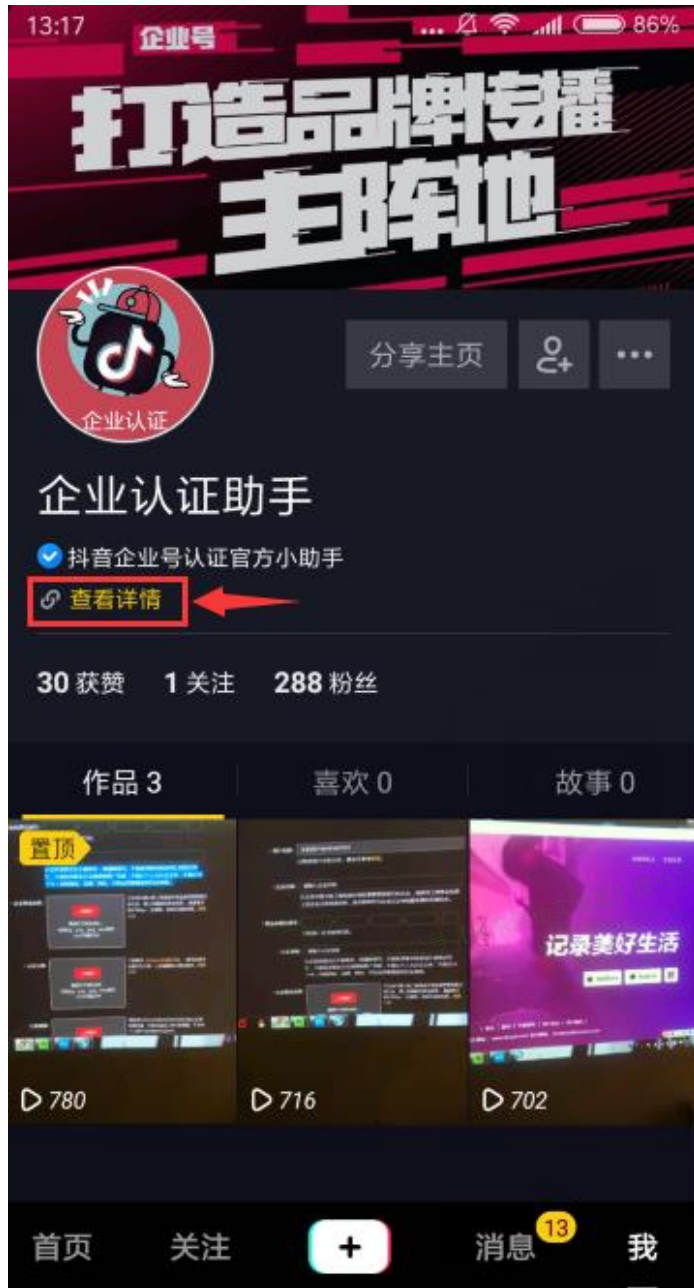 13:17
... 86%
企业号
打造品牌传播
主阵地
企业认证
分享主页
企业认证助手
抖音企业号认证官方小助手
查看详情
30 获赞 1 关注 288 粉丝
作品 3 喜欢 0 故事 0
置顶
记录美好生活
780 716 702
首页 关注 消息 13 我